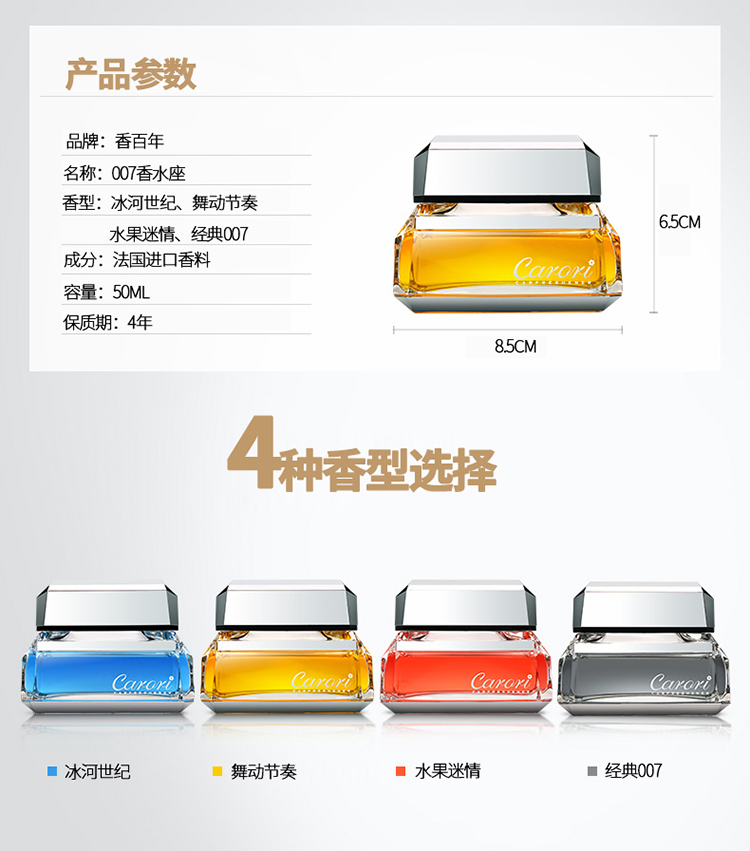 产品参数
品牌：香百年
名称：007香水座
香型：冰河世纪、舞动节奏
水果迷情、经典007
成分：法国进口香料
容量：50ML
保质期：4年
Carori
6.5CM
8.5CM
4种香型选择
Carori
Carori
Carori
Carori
冰河世纪
舞动节奏
水果迷情
经典007